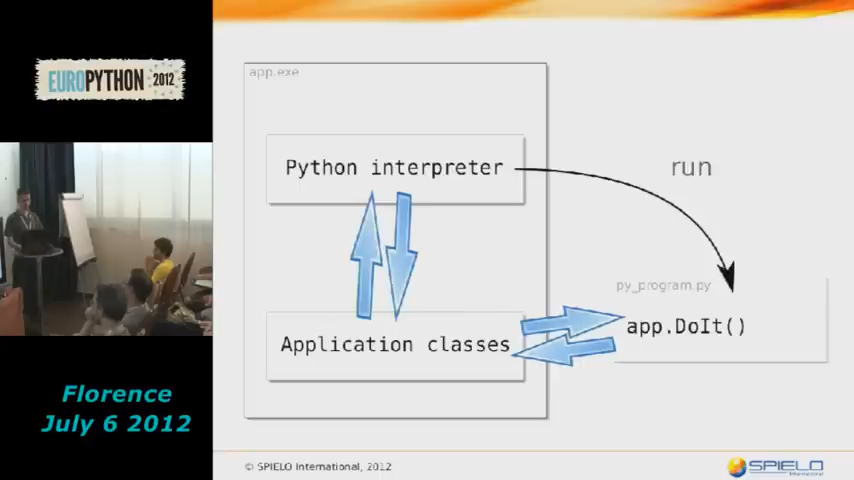 EUROPYTHON 2012
Florence
July 6 2012
app.exe
Python interpreter
run
py_program.py
app.DoIt()
Application classes
© SPIELO International, 2012
SPIELO
International